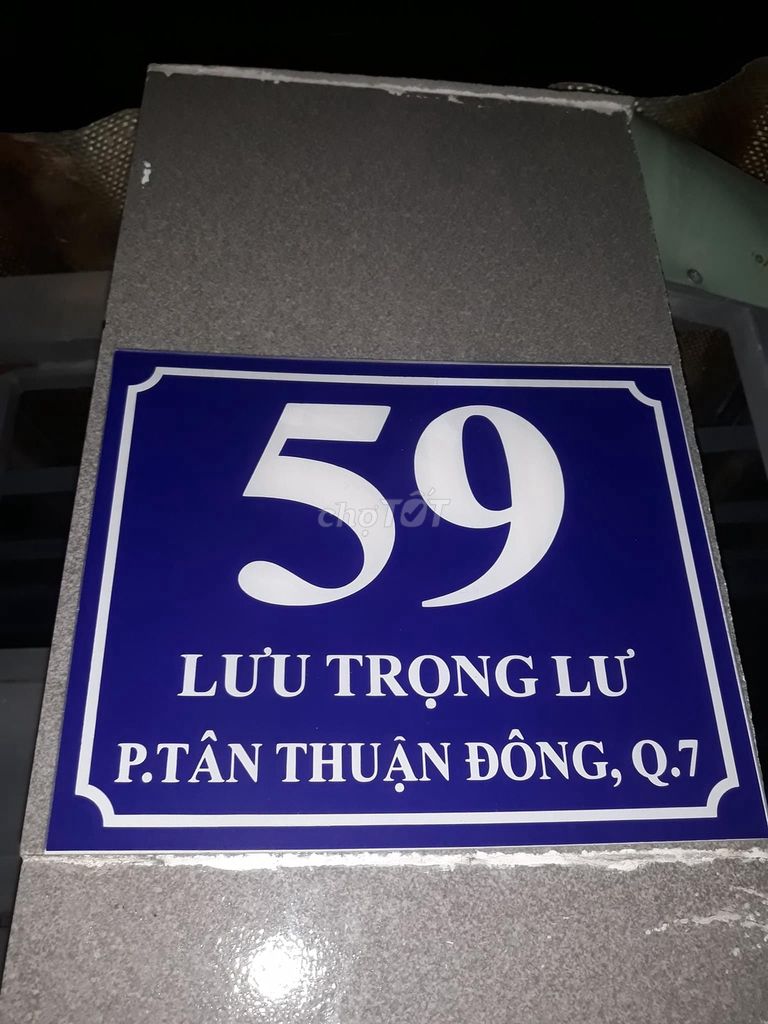 59
chợTỐT
LƯU TRỌNG LƯ
P.TÂN THUẬN ĐÔNG, Q.7